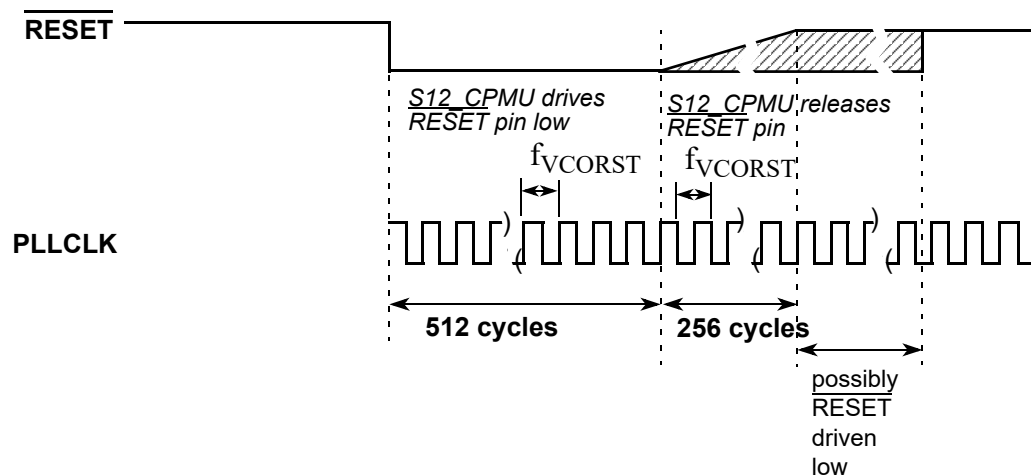 RESET
S12_CPMU drives
RESET pin low
S12_CPMU releases
RESET pin
fVCORST
fVCORST
PLLCLK
)
(
)
(
)
(
512 cycles
256 cycles
possibly
RESET
driven
low